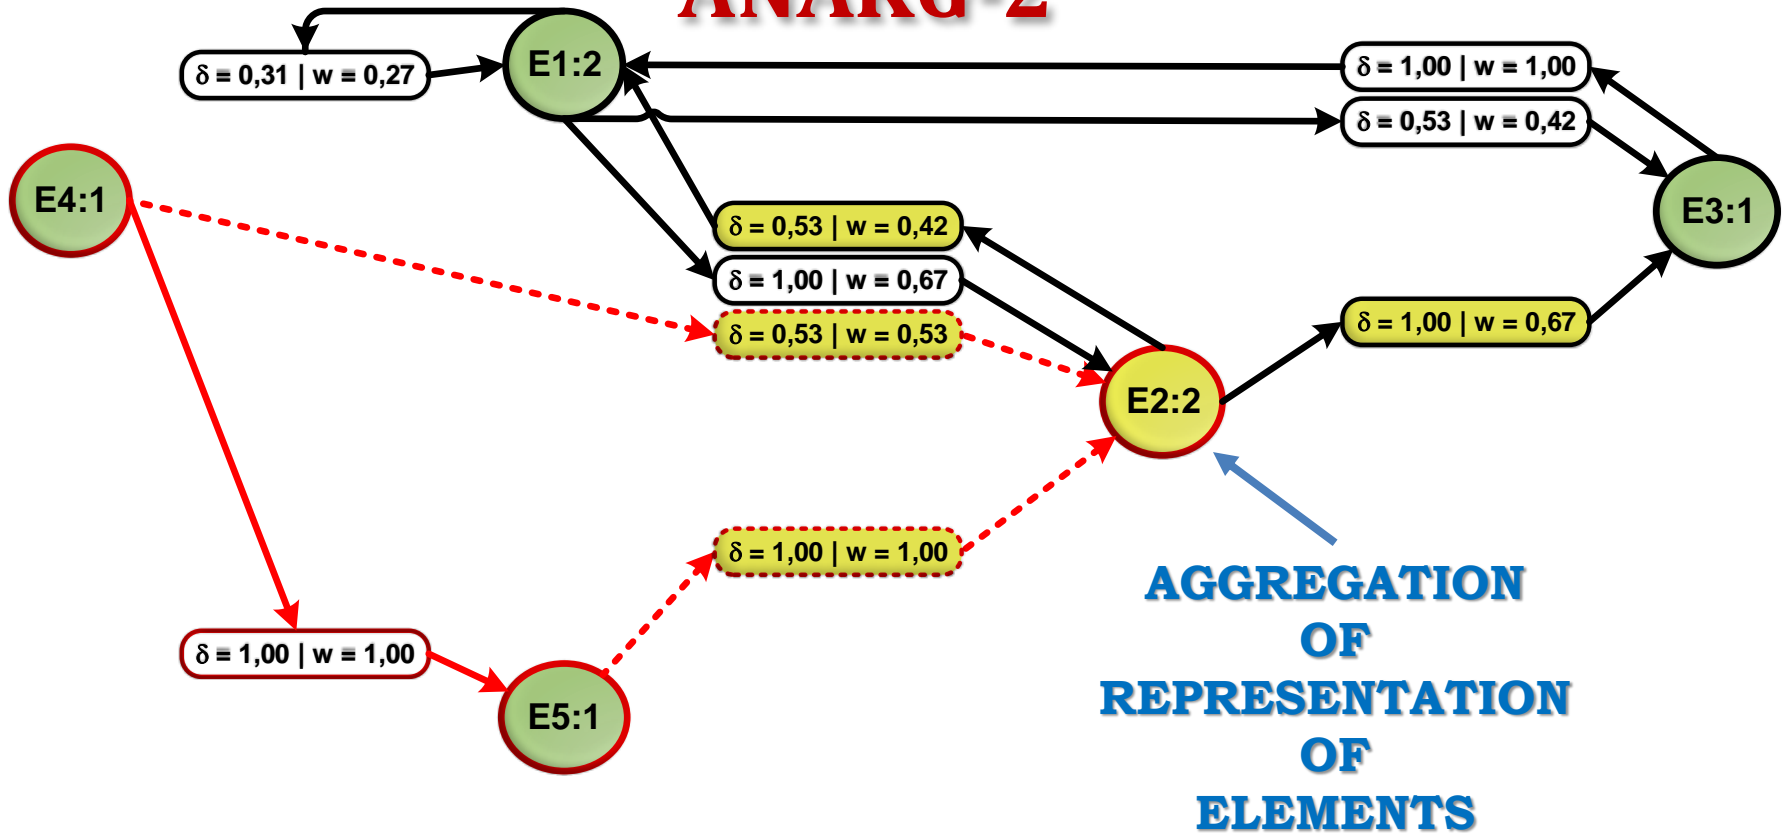 ANAKG-2
E1:2
δ = 0,31 | w = 0,27
δ = 1,00 | w = 1,00
δ = 0,53 | w = 0,42
E4:1
E3:1
δ = 0,53 | w = 0,42
δ = 1,00 | w = 0,67
δ = 0,53 | w = 0,53
δ = 1,00 | w = 0,67
E2:2
δ = 1,00 | w = 1,00
AGGREGATION
OF
REPRESENTATION
OF
ELEMENTS
δ = 1,00 | w = 1,00
E5:1